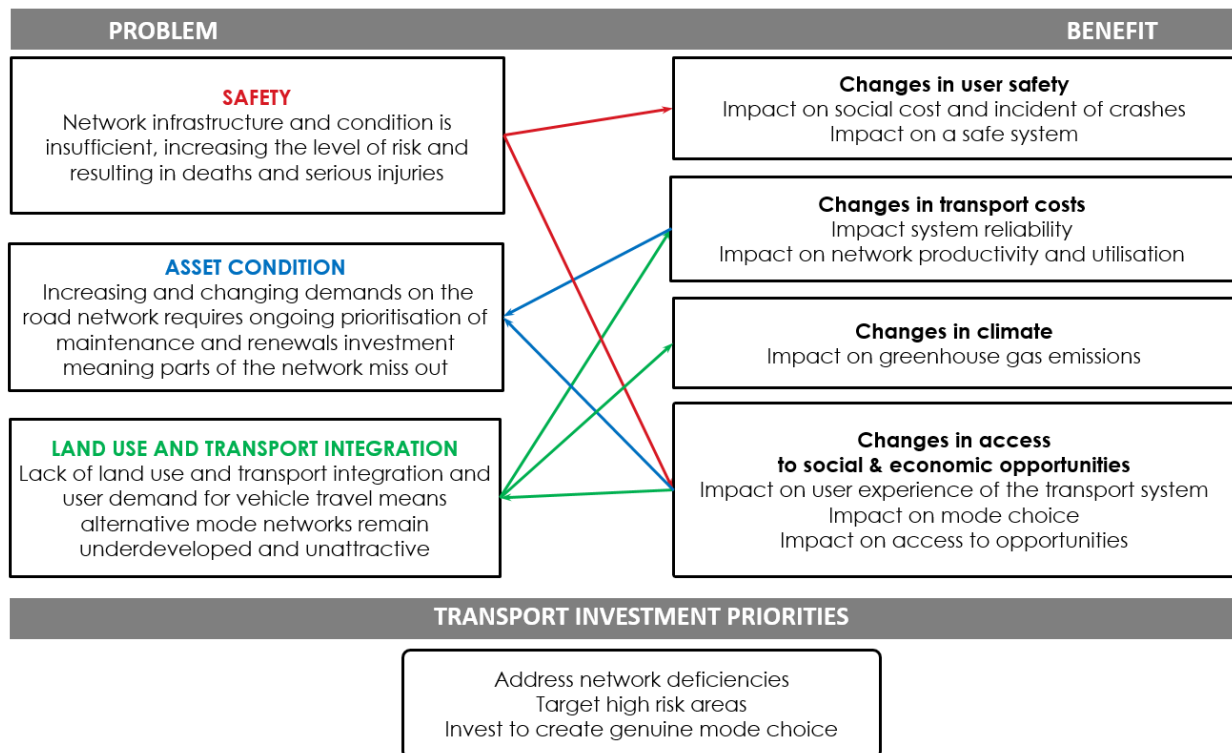 PROBLEM
BENEFIT
SAFETY
Network infrastructure and condition is
insufficient, increasing the level of risk and
resulting in deaths and serious injuries
ASSET CONDITION
Increasing and changing demands on the
road network requires ongoing prioritisation of
maintenance and renewals investment
meaning parts of the network miss out
LAND USE AND TRANSPORT INTEGRATION
Lack of land use and transport integration and
user demand for vehicle travel means
alternative mode networks remain
underdeveloped and unattractive
Changes in user safety
Impact on social cost and incident of crashes
Impact on a safe system
Changes in transport costs
Impact system reliability
Impact on network productivity and utilisation
Changes in climate
Impact on greenhouse gas emissions
Changes in access
to social & economic opportunities
Impact on user experience of the transport system
Impact on mode choice
Impact on access to opportunities
TRANSPORT INVESTMENT PRIORITIES
Address network deficiencies
Target high risk areas
Invest to create genuine mode choice